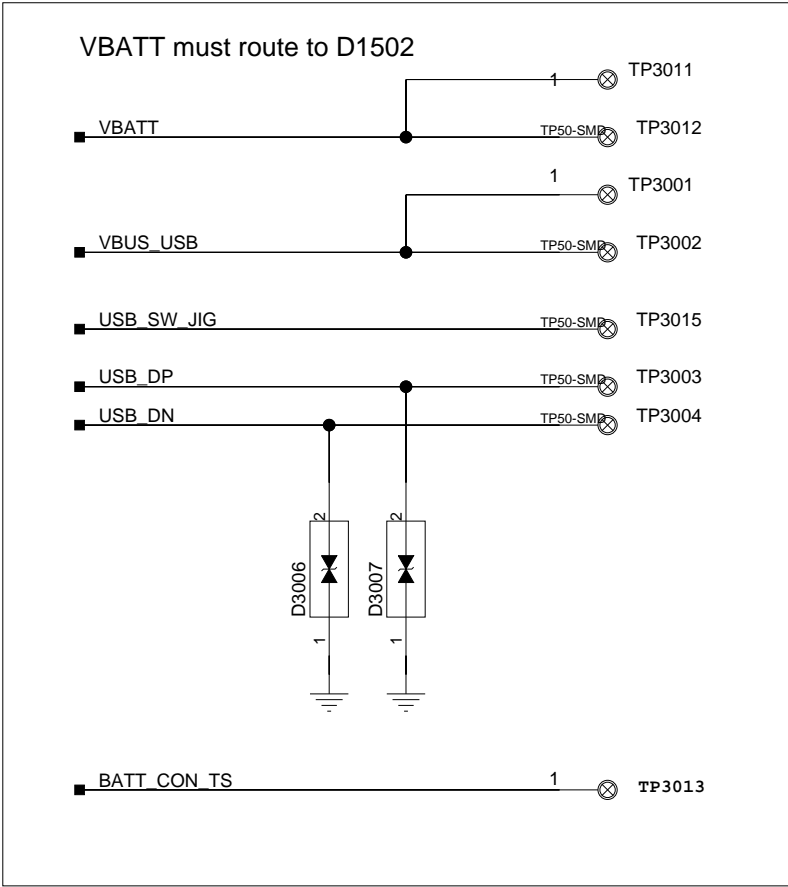 VBATT must route to D1502
1 TP3011
VBATT TP50-SMD TP3012
1 TP3001
VBUS_USB TP50-SMD TP3002
USB_SW_JIG TP50-SMD TP3015
USB_DP TP50-SMD TP3003
USB_DN TP50-SMD TP3004
2 2
D3006 D3007
1 1
BATT_CON_TS 1 TP3013